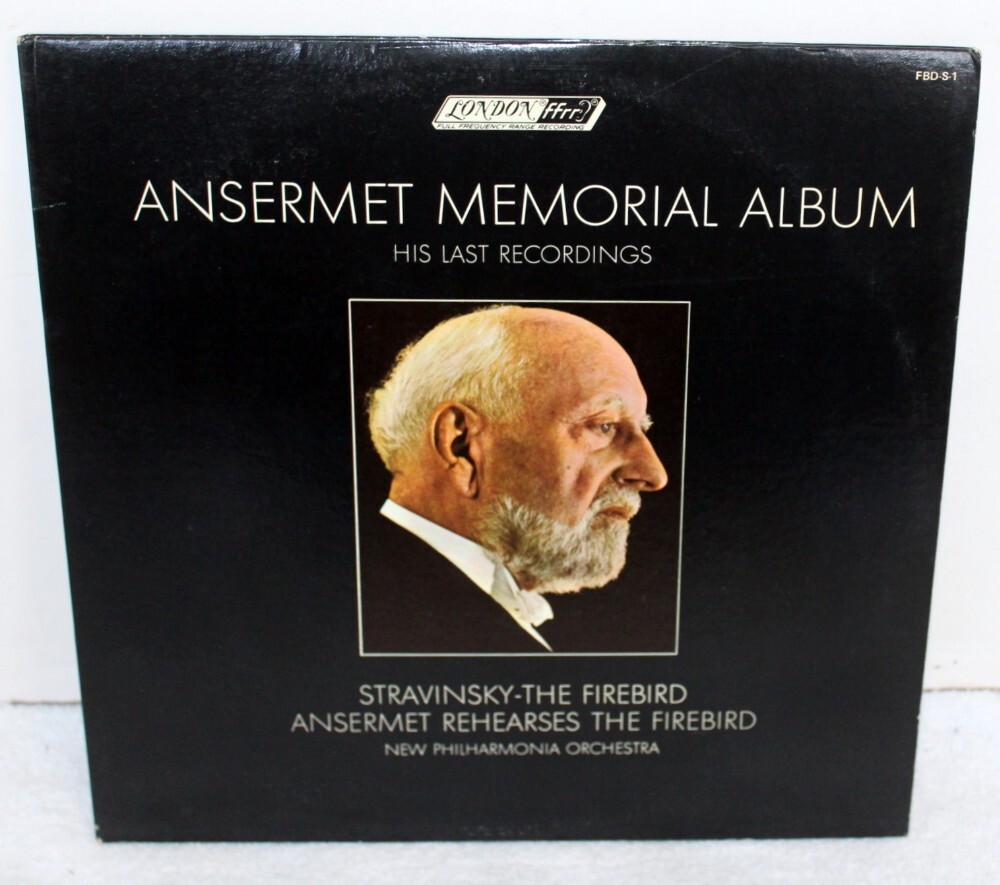 FBD-S-1
LONDON ffrr
FULL FREQUENCY RANGE RECORDING
ANSERMET MEMORIAL ALBUM
HIS LAST RECORDINGS
STRAVINSKY-THE FIREBIRD
ANSERMET REHEARSES THE FIREBIRD
NEW PHILHARMONIA ORCHESTRA